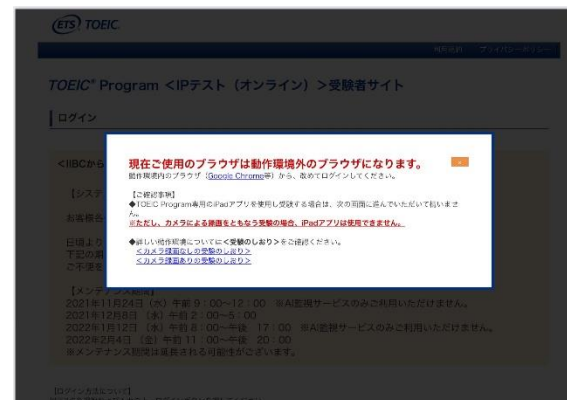 ETS TOEIC
利用規約 プライバシーポリシー
TOEIC® Program <IPテスト（オンライン）>受験者サイト
ログイン
現在ご使用のブラウザは動作環境外のブラウザになります。
動作環境内のブラウザ（Google Chrome等）から、改めてログインしてください。
<IIBCから
【ご確認事項】
◆TOEIC Program専用のiPadアプリを使用し受験する場合は、次の画面に進んでいただいて構いませ
ん。
※ただし、カメラによる録画をともなう受験の場合、iPadアプリは使用できません。
◆詳しい動作環境については<受験のしおり>をご確認ください。
<カメラ録画なしの受験のしおり>
<カメラ録画ありの受験のしおり>
【システ
お客様各
日頃より
下記の期
ご不便を
【メンテナンス期間】
2021年11月24日（水）午前 9：00～12：00 ※AI監視サービスのみご利用いただけません。
2021年12月8日（水）午前 2：00～5：00
2022年1月12日（水）午前 8：00～午後 17：00 ※AI監視サービスのみご利用いただけません。
2022年2月4日（金）午前 11：00～午後 20：00
※メンテナンス期間は延長される可能性がございます。
【ログイン方法について】